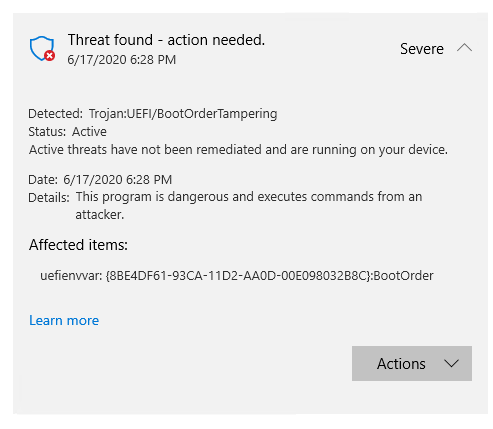 Threat found - action needed.
6/17/2020 6:28 PM
Severe
Detected: Trojan:UEFI/BootOrderTampering
Status: Active
Active threats have not been remediated and are running on your device.
Date: 6/17/2020 6:28 PM
Details: This program is dangerous and executes commands from an
attacker.
Affected items:
uefienvvar: {8BE4DF61-93CA-11D2-AA0D-00E098032B8C}:BootOrder
Learn more
Actions